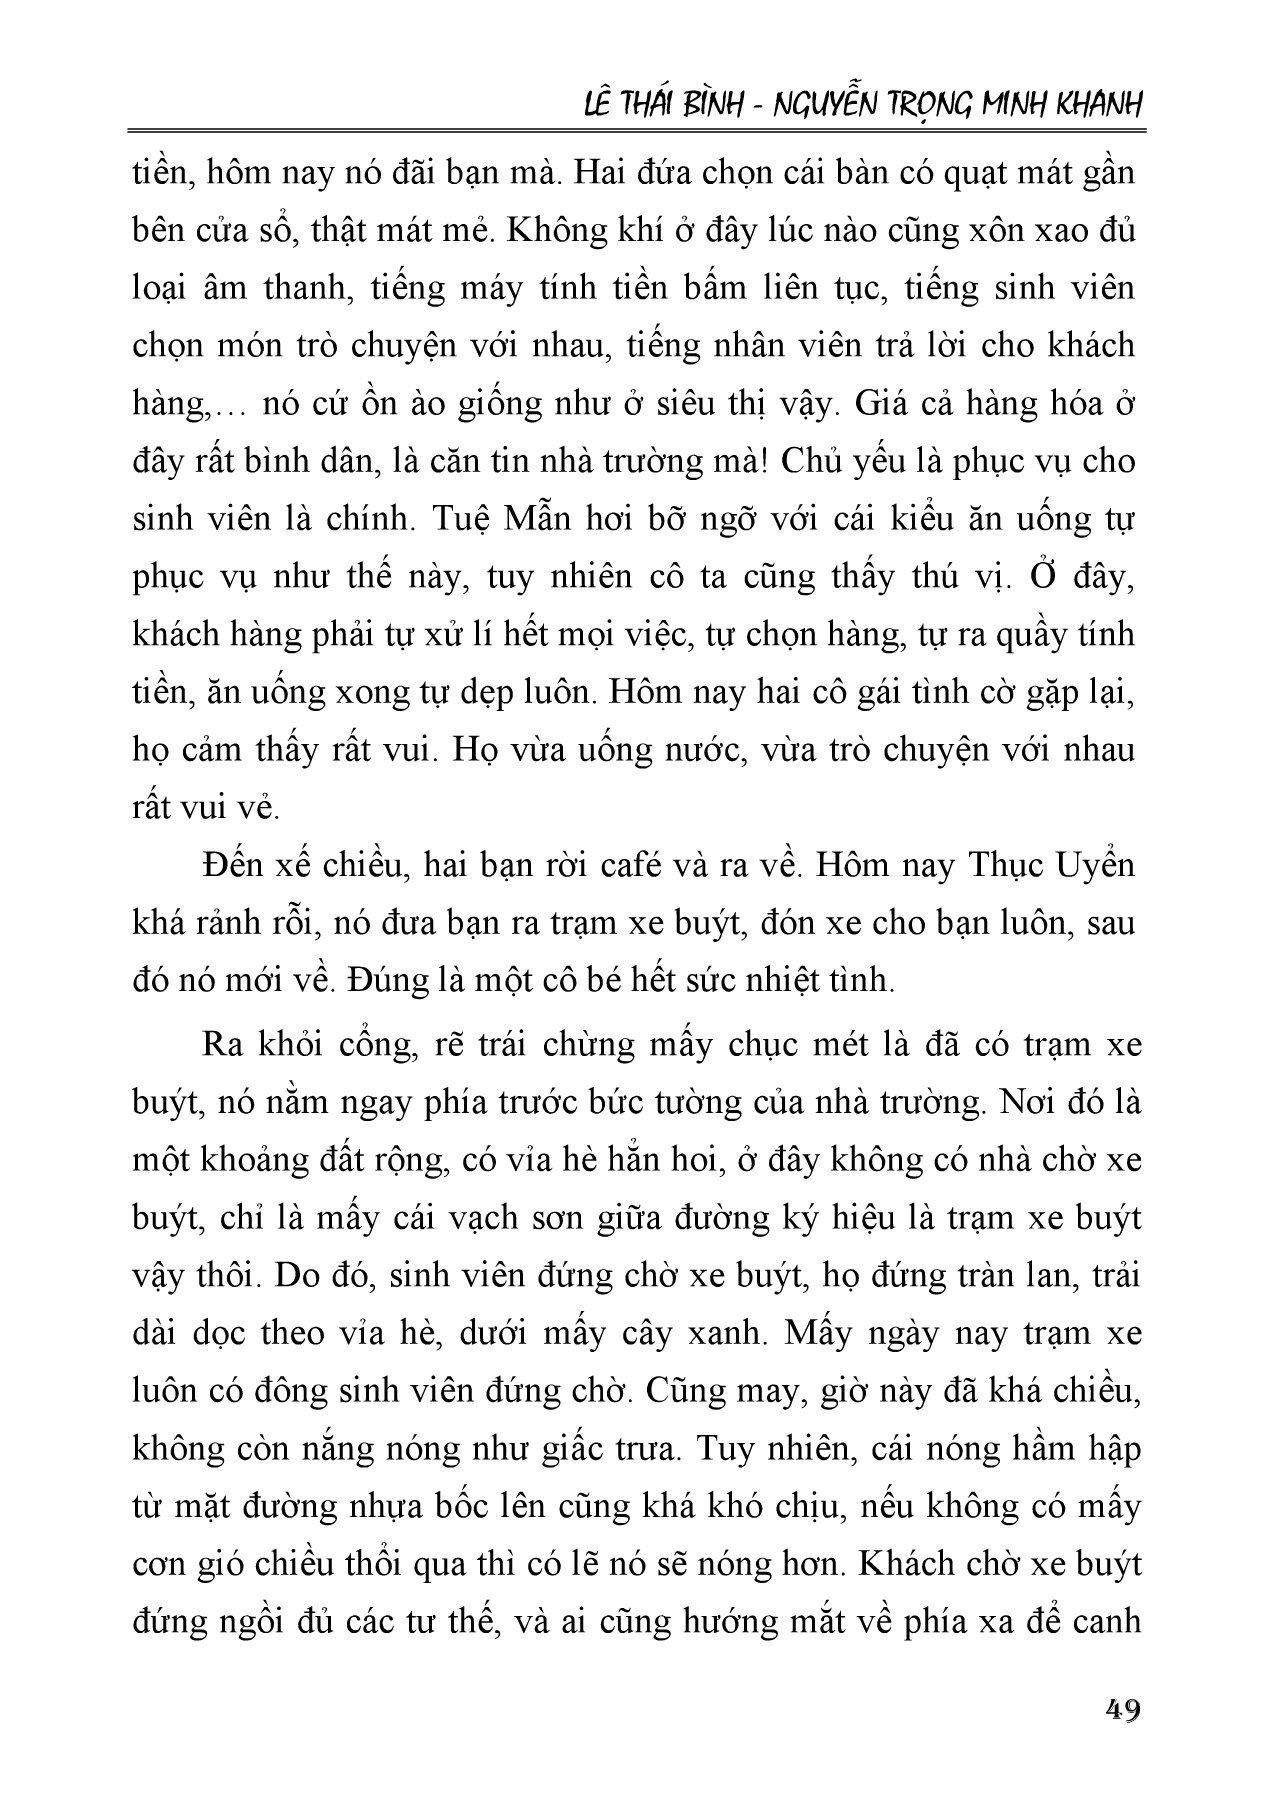 LÊ THÁI BÌNH - NGUYỄN TRỌNG MINH KHANH
tiền, hôm nay nó đãi bạn mà. Hai đứa chọn cái bàn có quạt mát gần
bên cửa sổ, thật mát mẻ. Không khí ở đây lúc nào cũng xôn xao đủ
loại âm thanh, tiếng máy tính tiền bấm liên tục, tiếng sinh viên
chọn món trò chuyện với nhau, tiếng nhân viên trả lời cho khách
hàng,… nó cứ ồn ào giống như ở siêu thị vậy. Giá cả hàng hóa ở
đây rất bình dân, là căn tin nhà trường mà! Chủ yếu là phục vụ cho
sinh viên là chính. Tuệ Mẫn hơi bỡ ngỡ với cái kiểu ăn uống tự
phục vụ như thế này, tuy nhiên cô ta cũng thấy thú vị. Ở đây,
khách hàng phải tự xử lí hết mọi việc, tự chọn hàng, tự ra quầy tính
tiền, ăn uống xong tự dẹp luôn. Hôm nay hai cô gái tình cờ gặp lại,
họ cảm thấy rất vui. Họ vừa uống nước, vừa trò chuyện với nhau
rất vui vẻ.
Đến xế chiều, hai bạn rời café và ra về. Hôm nay Thục Uyển
khá rảnh rỗi, nó đưa bạn ra trạm xe buýt, đón xe cho bạn luôn, sau
đó nó mới về. Đúng là một cô bé hết sức nhiệt tình.
Ra khỏi cổng, rẽ trái chừng mấy chục mét là đã có trạm xe
buýt, nó nằm ngay phía trước bức tường của nhà trường. Nơi đó là
một khoảng đất rộng, có vỉa hè hẳn hoi, ở đây không có nhà chờ xe
buýt, chỉ là mấy cái vạch sơn giữa đường ký hiệu là trạm xe buýt
vậy thôi. Do đó, sinh viên đứng chờ xe buýt, họ đứng tràn lan, trải
dài dọc theo vỉa hè, dưới mấy cây xanh. Mấy ngày nay trạm xe
luôn có đông sinh viên đứng chờ. Cũng may, giờ này đã khá chiều,
không còn nắng nóng như giấc trưa. Tuy nhiên, cái nóng hầm hập
từ mặt đường nhựa bốc lên cũng khá khó chịu, nếu không có mấy
cơn gió chiều thổi qua thì có lẽ nó sẽ nóng hơn. Khách chờ xe buýt
đứng ngồi đủ các tư thế, và ai cũng hướng mắt về phía xa để canh
49